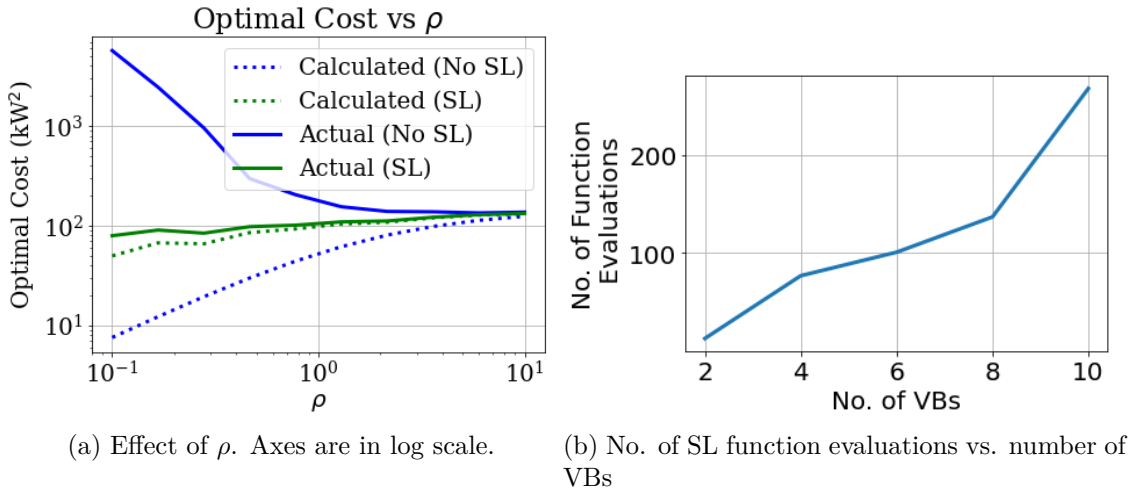 Optimal Cost vs ρ
Optimal Cost (kW²)
10³
10²
10¹
Calculated (No SL)
Calculated (SL)
Actual (No SL)
Actual (SL)
10⁻¹
10⁰
10¹
ρ
(a) Effect of ρ. Axes are in log scale.
No. of Function
Evaluations
200
100
2
4
6
8
10
No. of VBs
(b) No. of SL function evaluations vs. number of
VBs